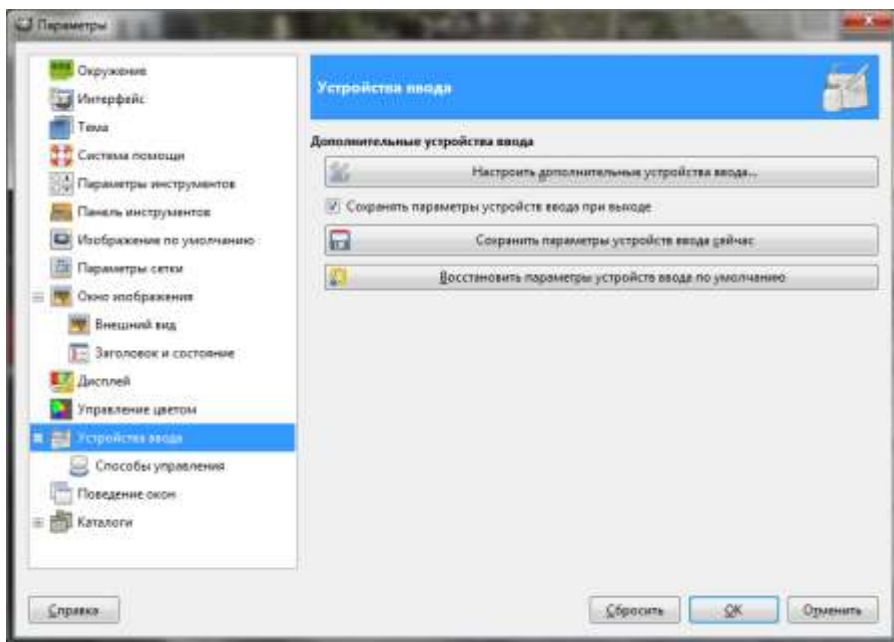 Параметры
Окружение
Интерфейс
Тема
Система помощи
Параметры инструментов
Панель инструментов
Изображение по умолчанию
Параметры сетки
Окно изображения
Внешний вид
Заголовок и состояние
Дисплей
Управление цветом
Устройства ввода
Способы управления
Поведение окон
Каталоги
Устройства ввода
Дополнительные устройства ввода
Настроить дополнительные устройства ввода...
Сохранять параметры устройств ввода при выходе
Сохранить параметры устройств ввода сейчас
Восстановить параметры устройств ввода по умолчанию
Справка
Сбросить
OK
Отменить